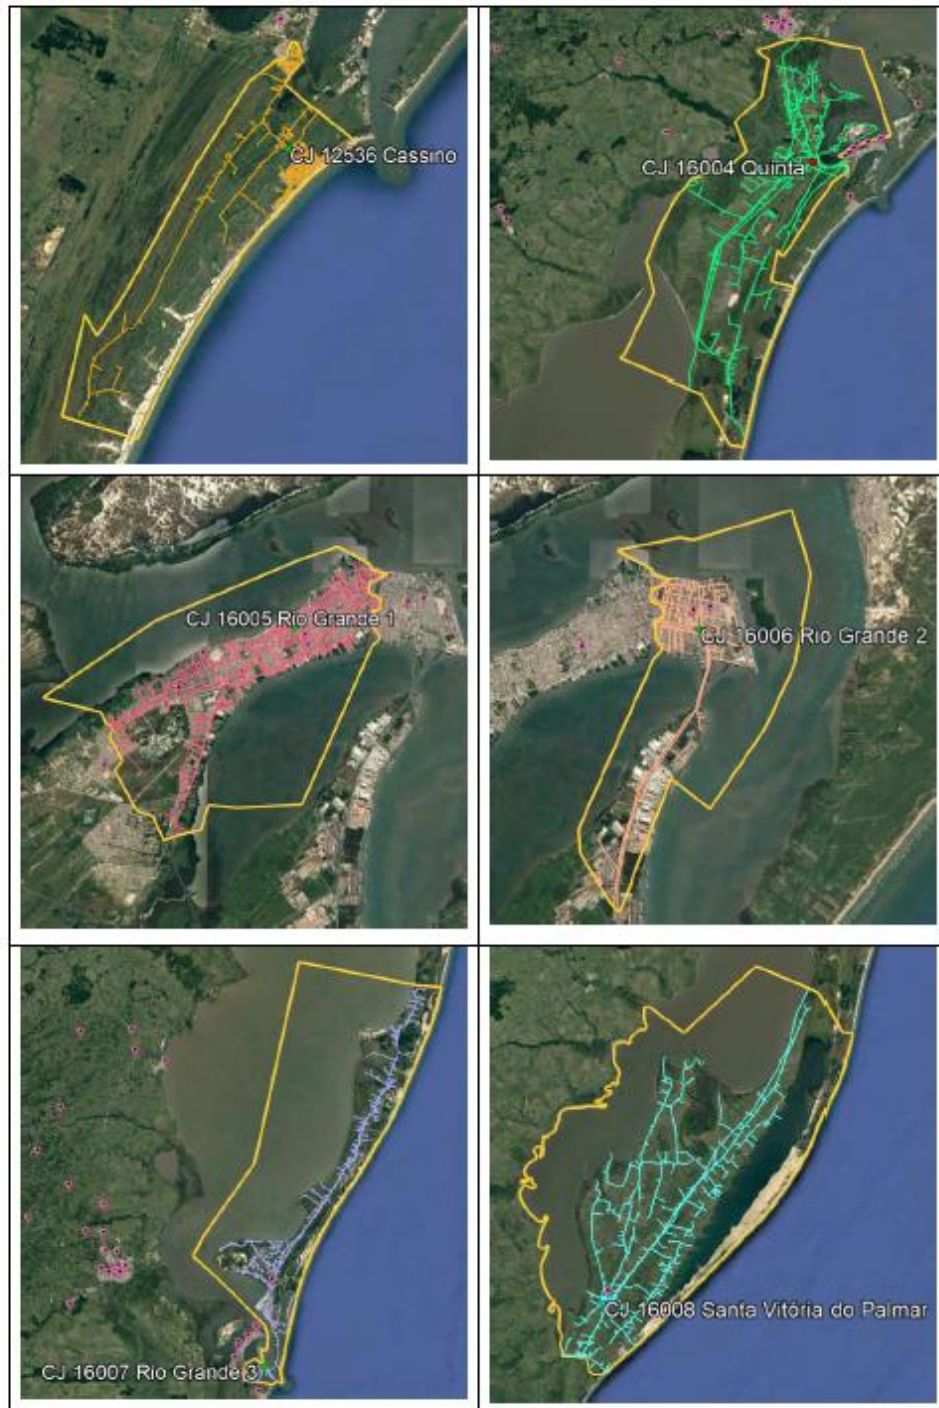 CJ 12536 Cassino
CJ 16004 Quinta
CJ 16005 Rio Grande 1
CJ 16006 Rio Grande 2
CJ 16007 Rio Grande 3
CJ 16008 Santa Vitória do Palmar